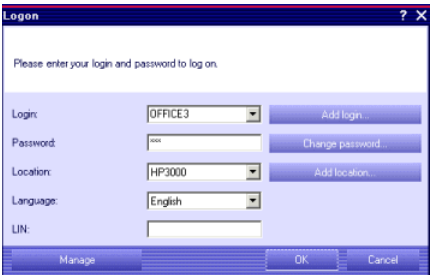 Logon ? X
Please enter your login and password to log on.
Login: OFFICE3 Add login...
Password: **** Change password...
Location: HP3000 Add location...
Language: English
LIN:
Manage OK Cancel